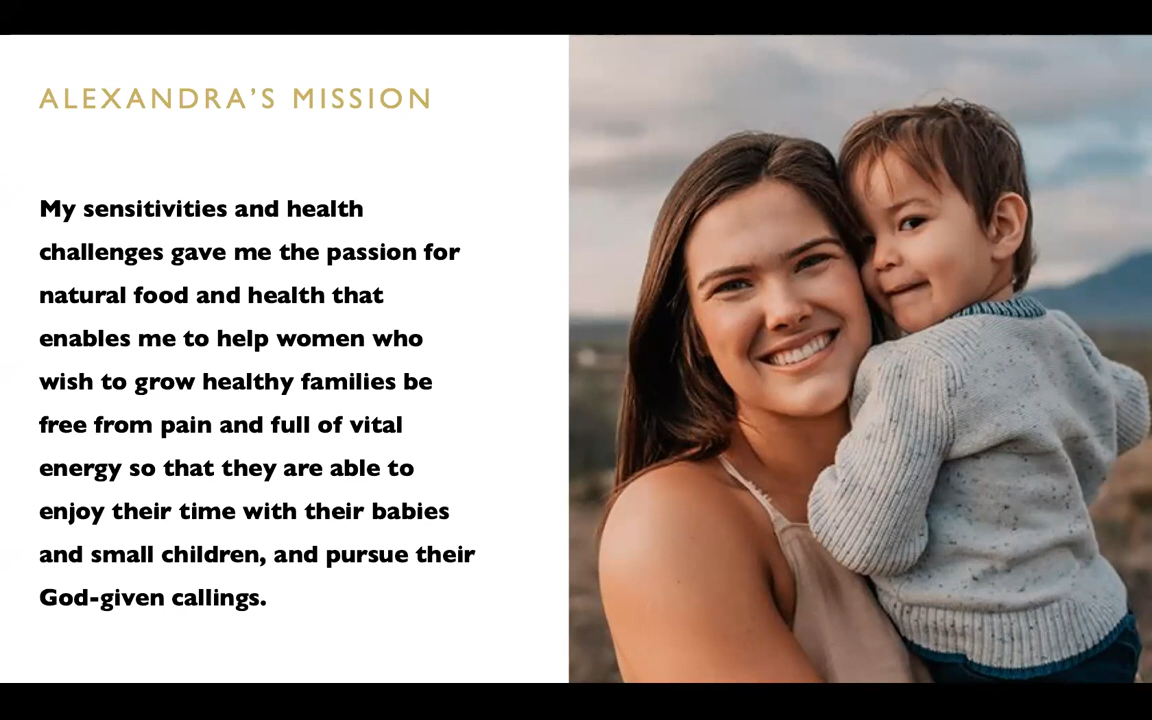 ALEXANDRA’S MISSION
My sensitivities and health
challenges gave me the passion for
natural food and health that
enables me to help women who
wish to grow healthy families be
free from pain and full of vital
energy so that they are able to
enjoy their time with their babies
and small children, and pursue their
God-given callings.